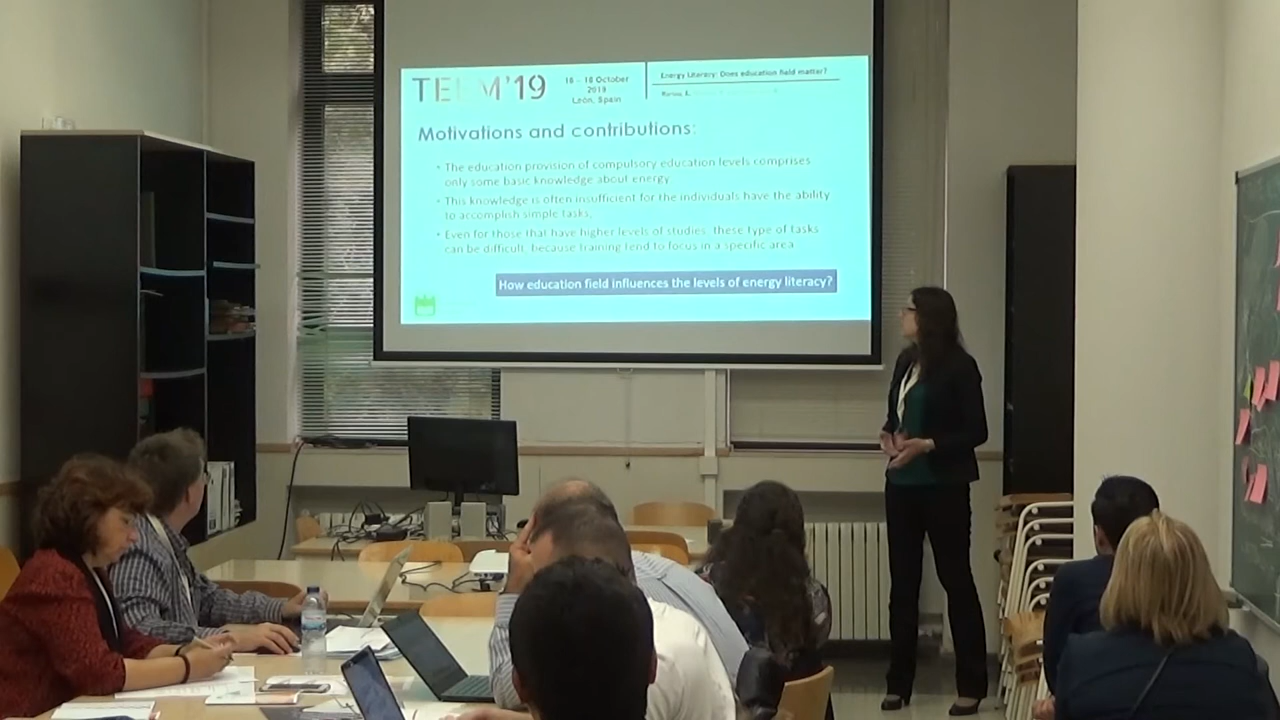 TEEM'19
16 – 18 October
2019
León, Spain
Energy Literacy: Does education field matter?
Motivations and contributions:
• The education provision of compulsory education levels comprises
only some basic knowledge about energy
• This knowledge is often insufficient for the individuals have the ability
to accomplish simple tasks,
• Even for those that have higher levels of studies, these type of tasks
can be difficult, because training tend to focus in a specific area
How education field influences the levels of energy literacy?